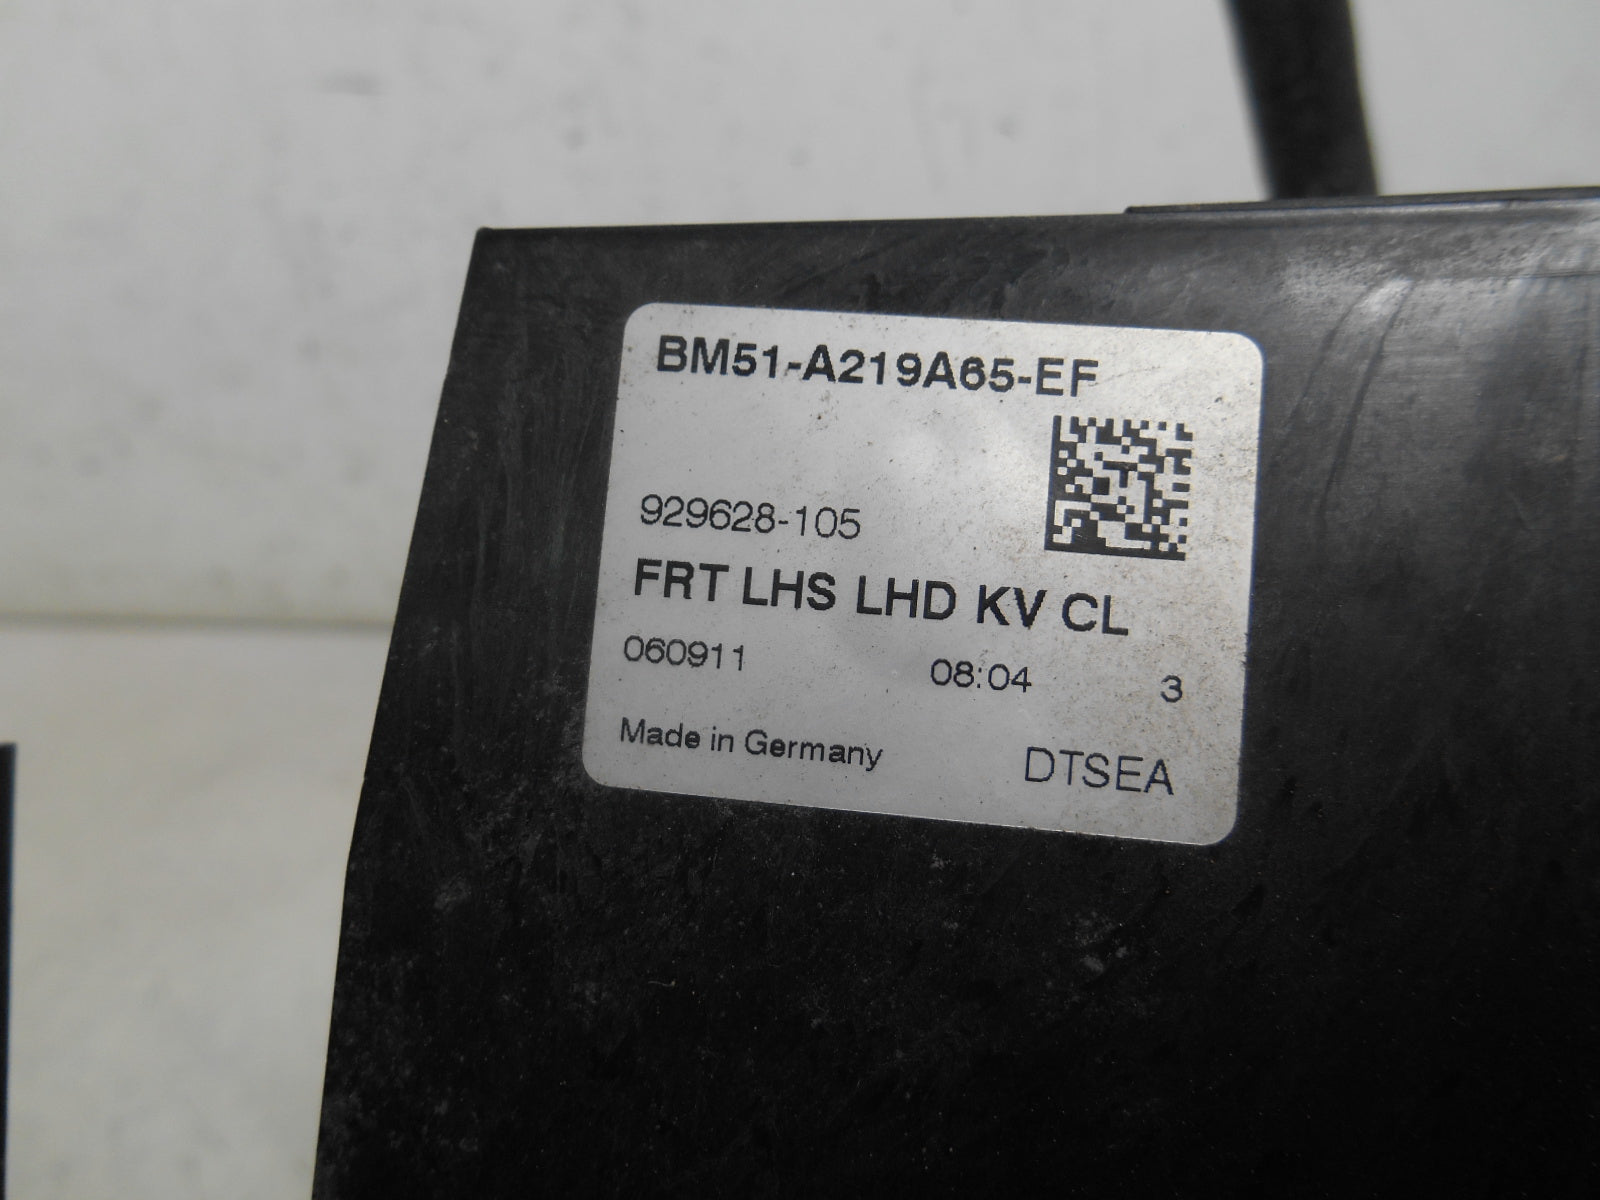 BM51-A219A65-EF
929628-105
FRT LHS LHD KV CL
060911 08:04 3
Made in Germany DTSEA